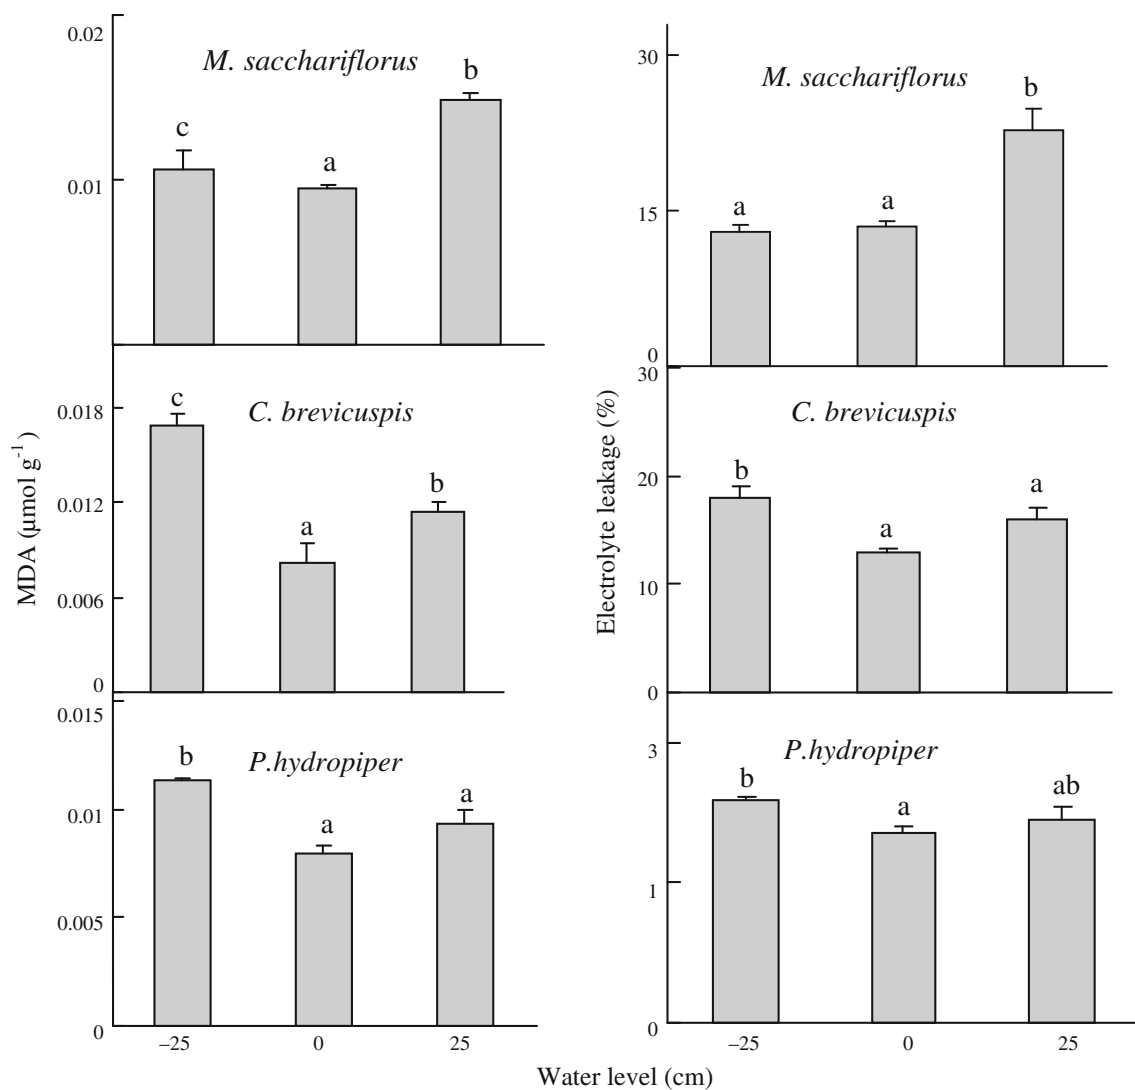 0.02
M. sacchariflorus
c
a
b
0.01
C. brevicuspis
0.018
c
a
b
0.012
0.006
0
MDA (µmol g⁻¹)
P.hydropiper
0.015
b
a
a
0.01
0.005
0
–25
0
25
30
M. sacchariflorus
a
a
b
15
0
C. brevicuspis
30
b
a
a
20
10
0
Electrolyte leakage (%)
P.hydropiper
3
b
a
ab
1
0
–25
0
25
Water level (cm)